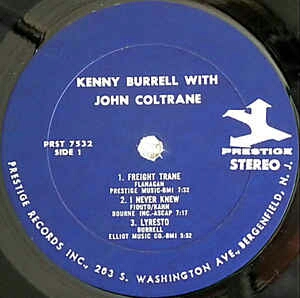 KENNY BURRELL WITH
JOHN COLTRANE
PRST 7532
SIDE 1
PRESTIGE
STEREO
1. FREIGHT TRANE
FLANAGAN
PRESTIGE MUSIC-BMI 7:32
2. I NEVER KNEW
FIOUTO/KAHN
BOURNE INC.-ASCAP 7:17
3. LYRESTO
BURRELL
ELLIOT MUSIC CO.-BMI 5:32
PRESTIGE RECORDS INC., 203 S. WASHINGTON AVE., BERGENFIELD, N. J.